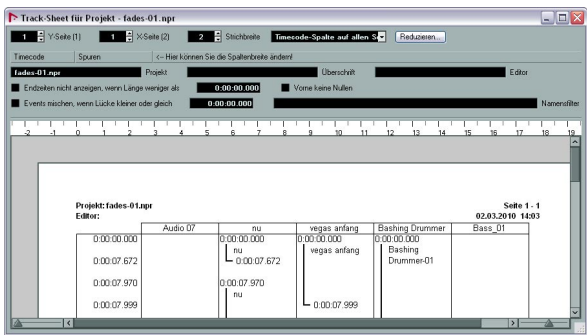 Track-Sheet für Projekt - fades-01.npr
1 Y-Seite (1) 1 X-Seite (2) 2 Strichbreite Timecode-Spalte auf allen Se Reduzieren...
Timecode Spuren <-- Hier können Sie die Spaltenbreite ändern!
fades-01.npr Projekt Überschrift Editor
Endzeiten nicht anzeigen, wenn Länge weniger als 0:00:00.000 Vorne keine Nullen
Events mischen, wenn Lücke kleiner oder gleich 0:00:00.000 Namensfilter
-2 -1 0 1 2 3 4 5 6 7 8 9 10 11 12 13 14 15 16 17 18 19
Projekt: fades-01.npr Seite 1 - 1
Editor: 02.03.2010 14:03
Audio 07 nu vegas anfang Bashing Drummer Bass_01
0:00:00.000 0:00:00.000 0:00:00.000 0:00:00.000
nu vegas anfang Bashing
0:00:07.672 0:00:07.672 Drummer-01
0:00:07.970 0:00:07.970
nu
0:00:07.999 0:00:07.999